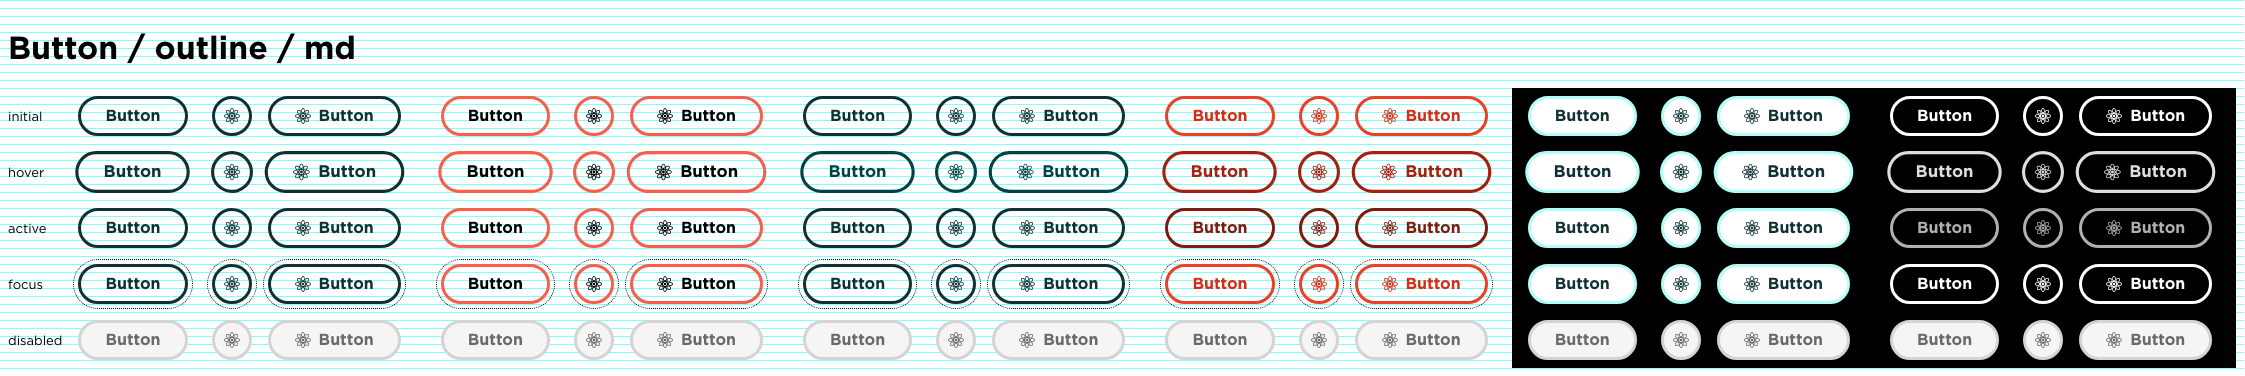 Button / outline / md
initial Button Button Button Button Button Button Button Button Button Button Button Button
hover Button Button Button Button Button Button Button Button Button Button Button Button
active Button Button Button Button Button Button Button Button Button Button Button Button
focus Button Button Button Button Button Button Button Button Button Button Button Button
disabled Button Button Button Button Button Button Button Button Button Button Button Button